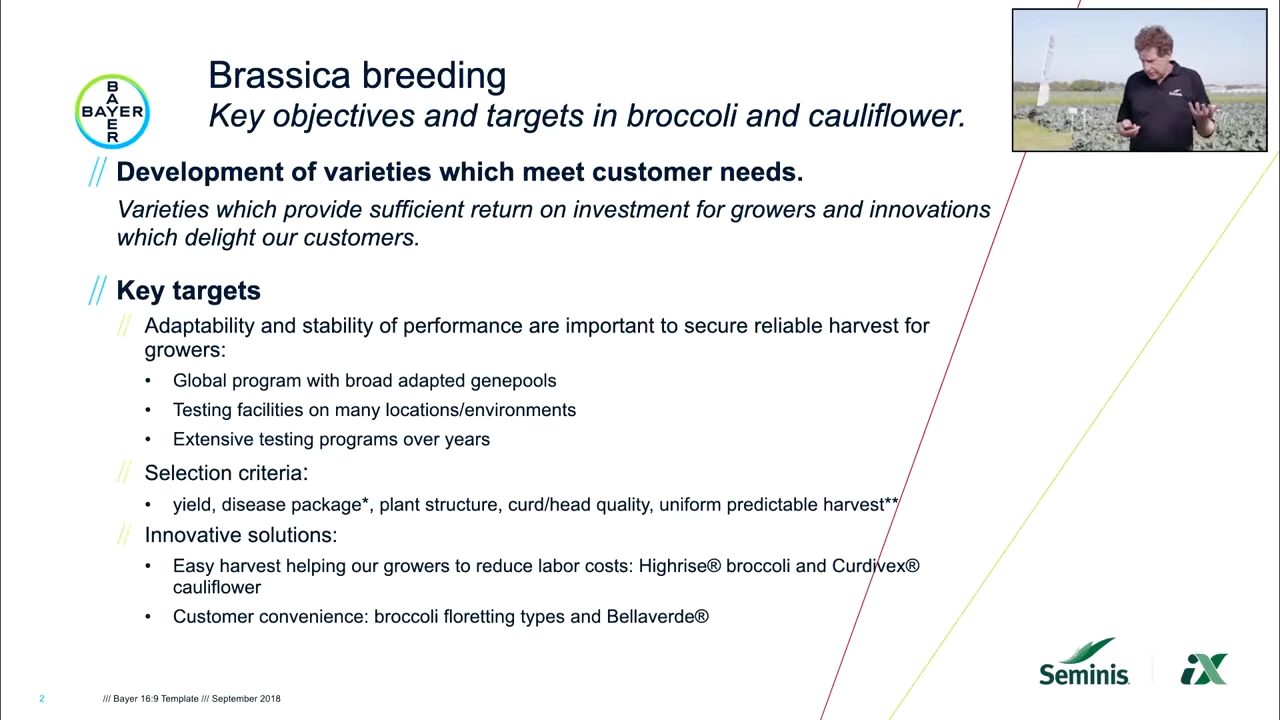 Brassica breeding
Key objectives and targets in broccoli and cauliflower.
BAYER
BAYER
// Development of varieties which meet customer needs.
Varieties which provide sufficient return on investment for growers and innovations
which delight our customers.
// Key targets
// Adaptability and stability of performance are important to secure reliable harvest for
growers:
• Global program with broad adapted genepools
• Testing facilities on many locations/environments
• Extensive testing programs over years
// Selection criteria:
• yield, disease package*, plant structure, curd/head quality, uniform predictable harvest**
// Innovative solutions:
• Easy harvest helping our growers to reduce labor costs: Highrise® broccoli and Curdivex®
cauliflower
• Customer convenience: broccoli floretting types and Bellaverde®
Seminis
iX
2
/// Bayer 16:9 Template /// September 2018